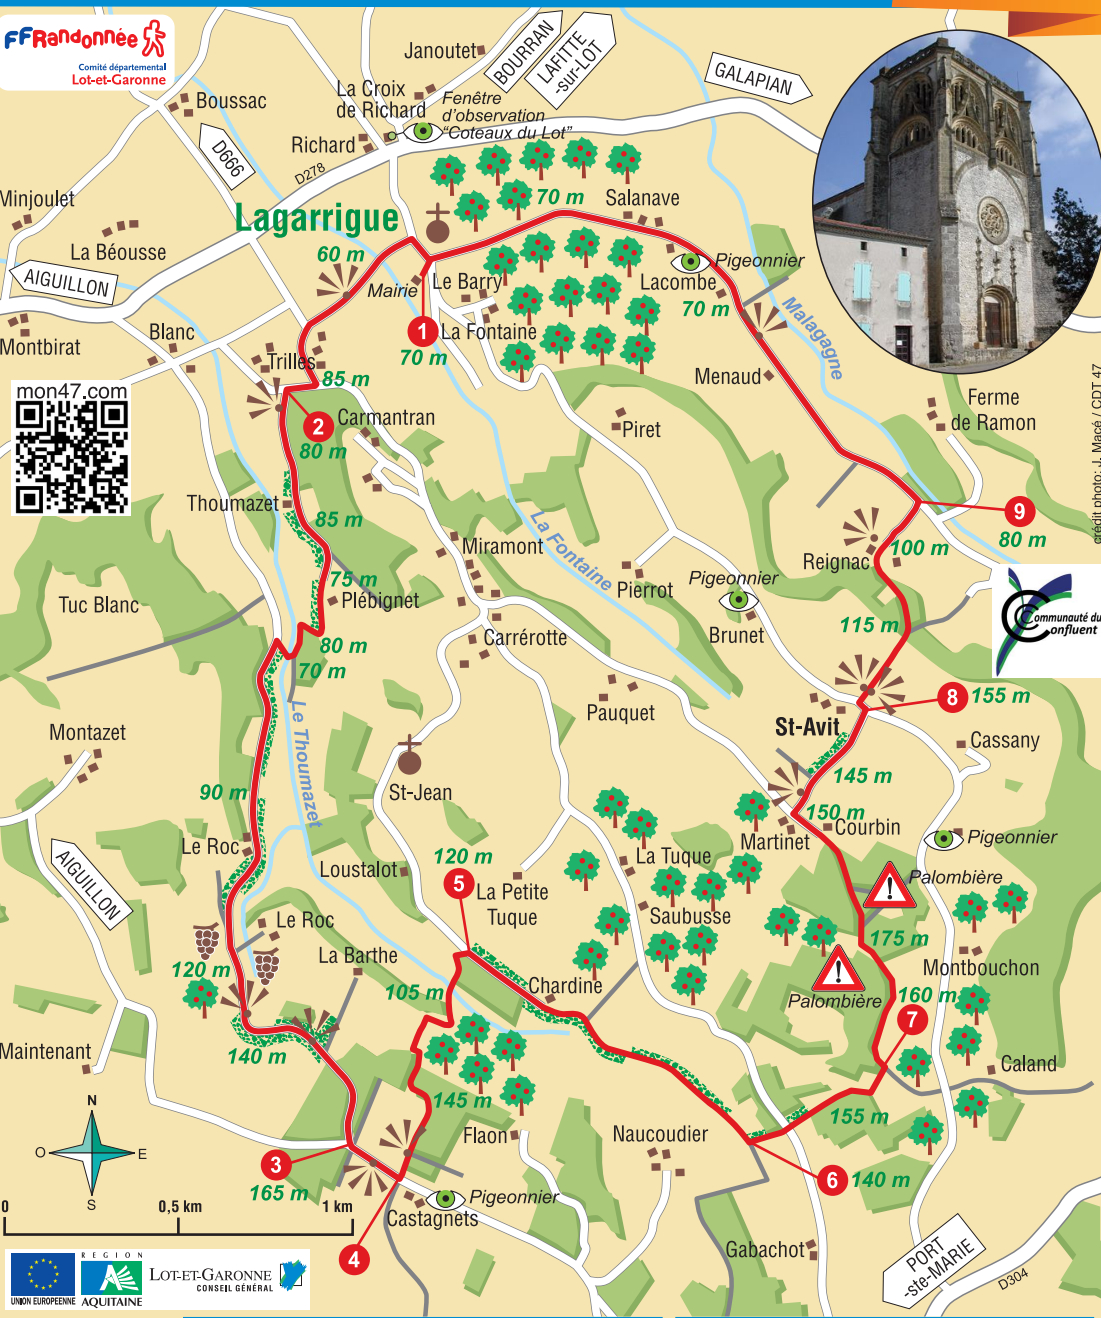 FFRandonnée
Comité départemental
Lot-et-Garonne
Janoutet
BOURRAN
LAFITTE
-sur-LOT
GALAPIAN
Boussac
La Croix
de Richard
Fenêtre
d'observation
"Coteaux du Lot"
Richard
D666
D278
Minjoulet
Lagarrigue
70 m
Salanave
La Béousse
60 m
AIGUILLON
Mairie
Le Barry
Pigeonnier
Lacombe
70 m
Malagagne
Montbirat
Blanc
1
La Fontaine
70 m
Trilles
85 m
Menaud
mon47.com
2
Carmantran
80 m
Piret
Ferme
de Ramon
crédit photo: J. Macé / CDT 47
Thoumazet
85 m
La Fontaine
9
80 m
100 m
Miramont
Reignac
75 m
Plébignet
Pierrot
Pigeonnier
Tuc Blanc
Communauté du
Confluent
Brunet
115 m
80 m
70 m
Carrérotte
8
155 m
Pauquet
St-Avit
Montazet
Le Thoumazet
Cassany
145 m
90 m
St-Jean
150 m
Martinet
Courbin
Pigeonnier
Le Roc
AIGUILLON
Loustalot
120 m
5
La Petite
Tuque
La Tuque
Palombière
Saubusse
Le Roc
175 m
La Barthe
120 m
105 m
Chardine
Montbouchon
Palombière
160 m
7
140 m
Maintenant
Caland
145 m
155 m
N
O
E
S
Flaon
Naucoudier
3
165 m
6
140 m
Pigeonnier
Castagnets
0
0,5 km
1 km
4
Gabachot
PORT
-ste-MARIE
D304
UNION EUROPEENNE
REGION
AQUITAINE
LOT-ET-GARONNE
CONSEIL GÉNÉRAL